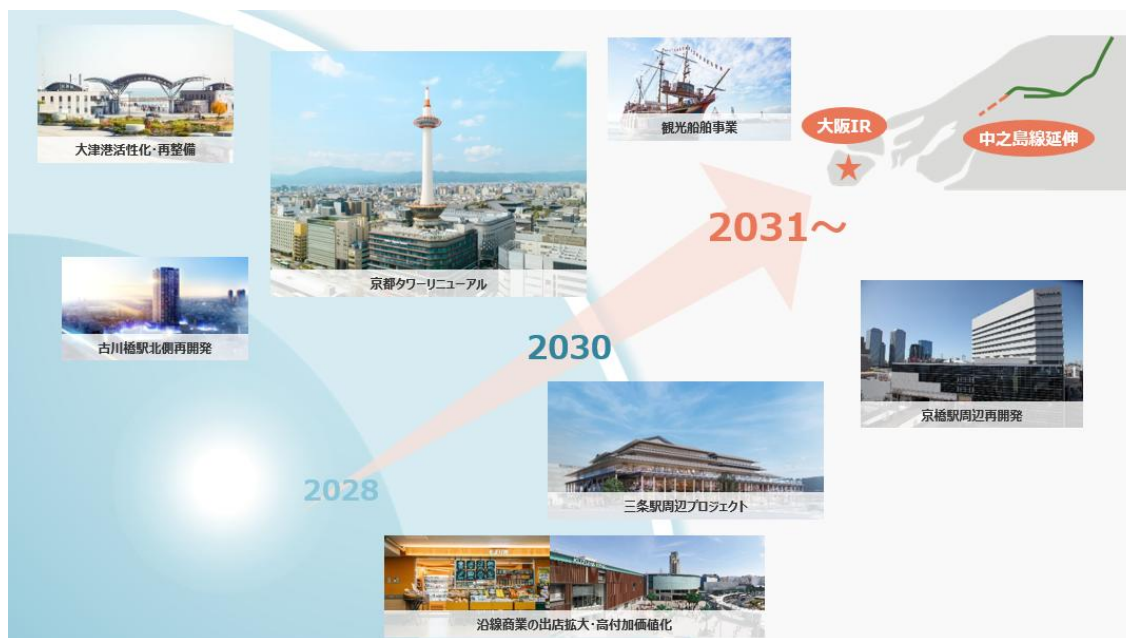 大津港活性化・再整備
京都タワーリニューアル
観光船舶事業
大阪IR
中之島線延伸
2031～
古川橋駅北側再開発
2030
京橋駅周辺再開発
2028
三条駅周辺プロジェクト
沿線商業の出店拡大・高付加価値化